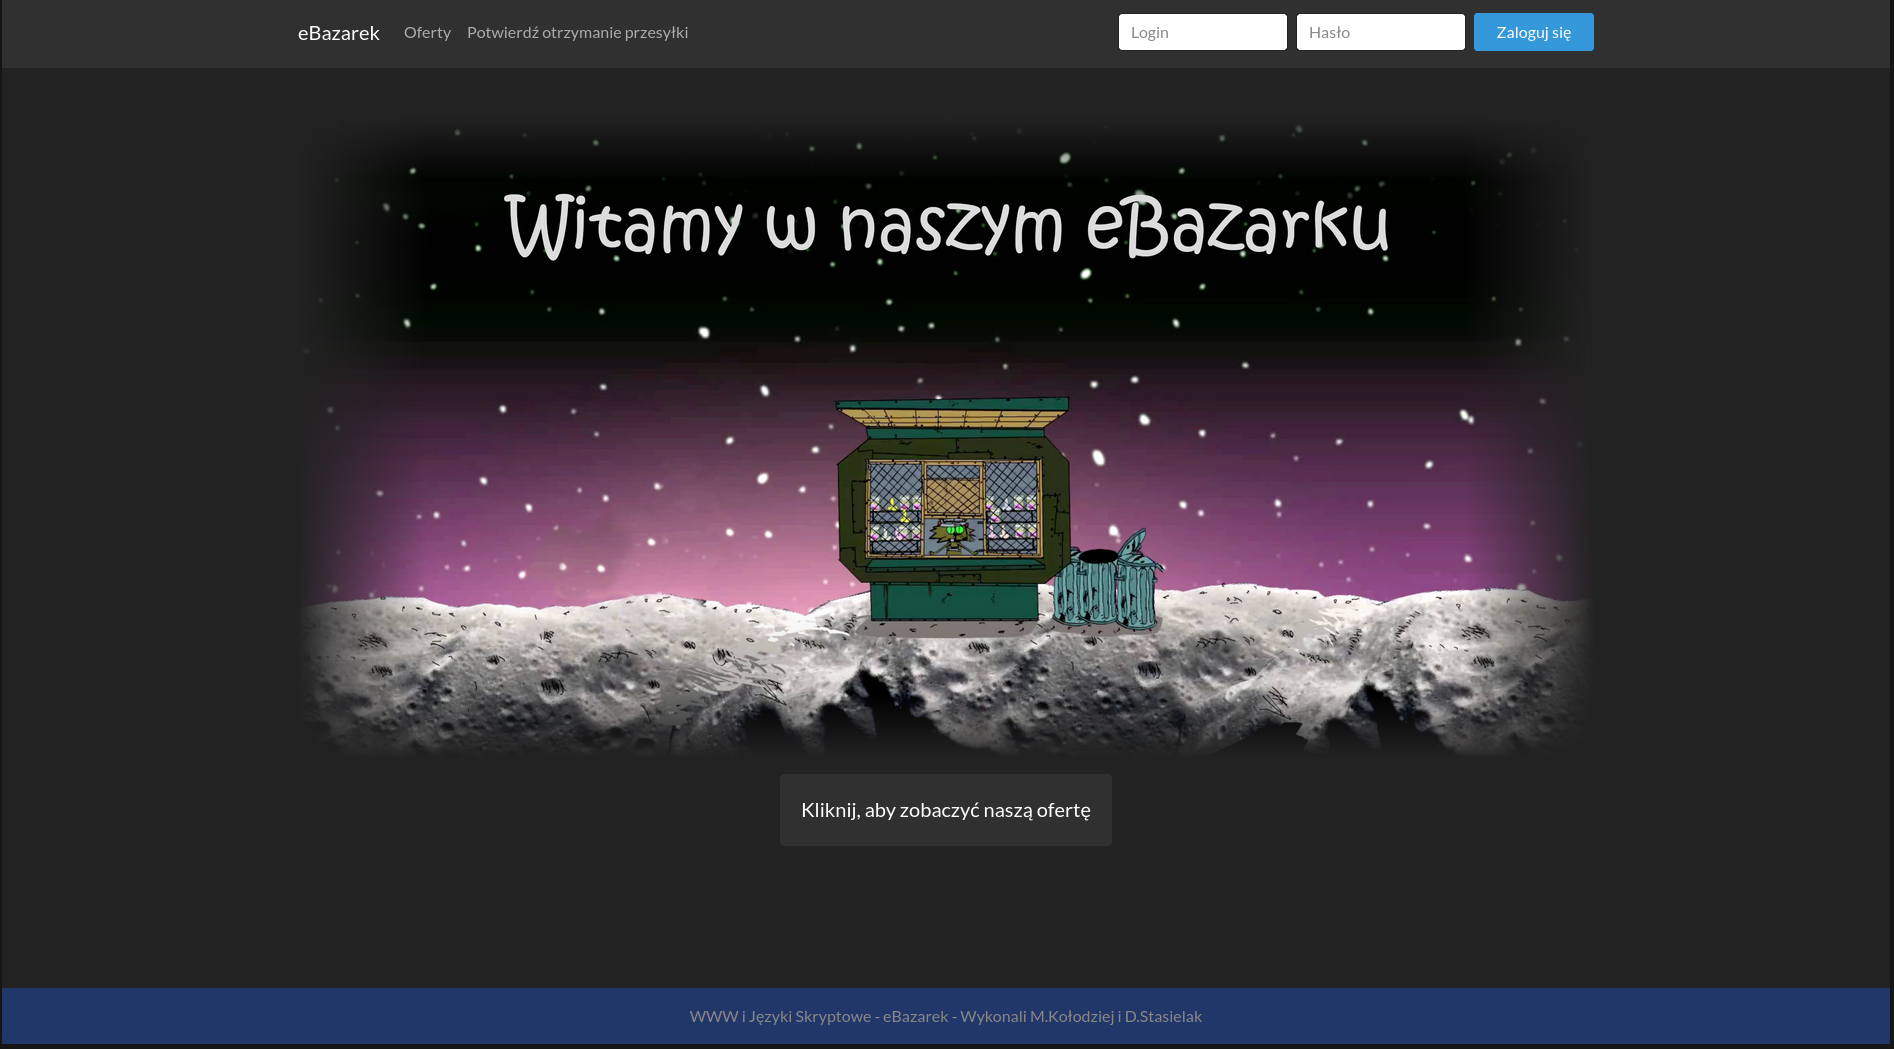 eBazarek Oferty Potwierdź otrzymanie przesyłki Login Hasło Zaloguj się
Witamy w naszym eBazarku
Kliknij, aby zobaczyć naszą ofertę
WWW i Języki Skryptowe - eBazarek - Wykonali M.Kołodziej i D.Stasielak